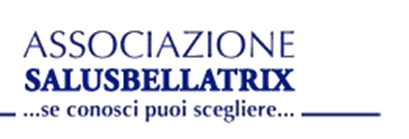 ASSOCIAZIONE
SALUSBELLATRIX
...se conosci puoi scegliere...